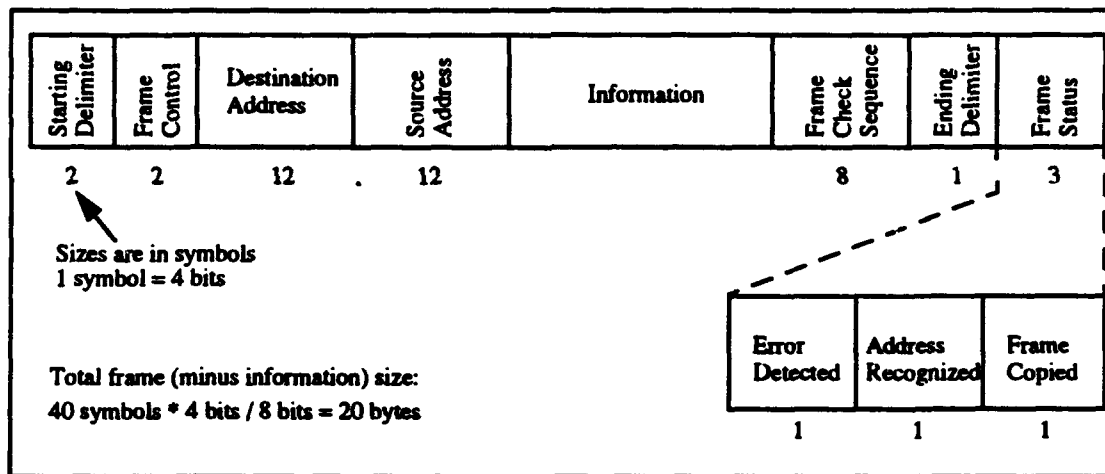 Starting
Delimiter
Frame
Control
Destination
Address
Source
Address
Information
Frame
Check
Sequence
Ending
Delimiter
Frame
Status
2
2
12
12
8
1
3
Sizes are in symbols
1 symbol = 4 bits
Error
Detected
Address
Recognized
Frame
Copied
1
1
1
Total frame (minus information) size:
40 symbols * 4 bits / 8 bits = 20 bytes